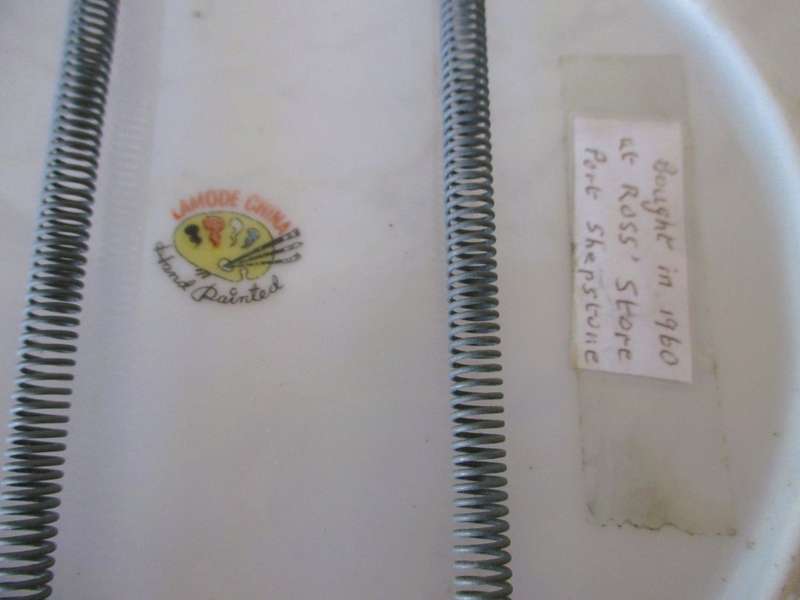 LAMODE CHINA
Hand Painted
Bought in 1960
at Ross' Store
Port Shepstone